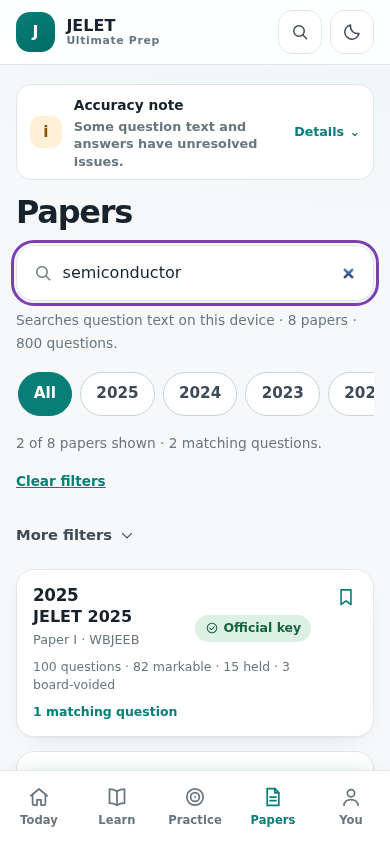 J
JELET
Ultimate Prep
i
Accuracy note
Some question text and
answers have unresolved
issues.
Details
Papers
semiconductor
Searches question text on this device · 8 papers ·
800 questions.
All
2025
2024
2023
202
2 of 8 papers shown · 2 matching questions.
Clear filters
More filters
2025
JELET 2025
Paper I · WBJEEB
Official key
100 questions · 82 markable · 15 held · 3
board-voided
1 matching question
Today
Learn
Practice
Papers
You